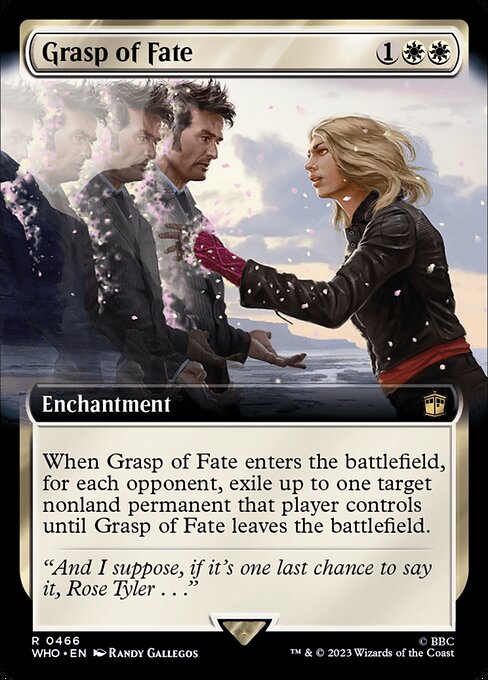 Grasp of Fate 1
Enchantment
When Grasp of Fate enters the battlefield,
for each opponent, exile up to one target
nonland permanent that player controls
until Grasp of Fate leaves the battlefield.
“And I suppose, if it’s one last chance to say
it, Rose Tyler . . .”
R 0466 © BBC
WHO • EN Randy Gallegos ™ & © 2023 Wizards of the Coast